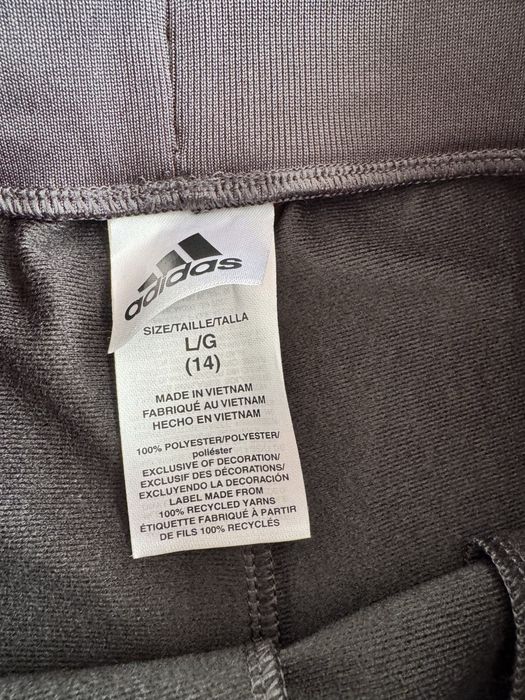 adidas
SIZE/TAILLE/TALLA
L/G
(14)
MADE IN VIETNAM
FABRIQUÉ AU VIETNAM
HECHO EN VIETNAM
100% POLYESTER/POLYESTER/
poliéster
EXCLUSIVE OF DECORATION/
EXCLUSIF DES DÉCORATIONS/
EXCLUYENDO LA DECORACIÓN
LABEL MADE FROM
100% RECYCLED YARNS
ÉTIQUETTE FABRIQUÉ À PARTIR
DE FILS 100% RECYCLÉS